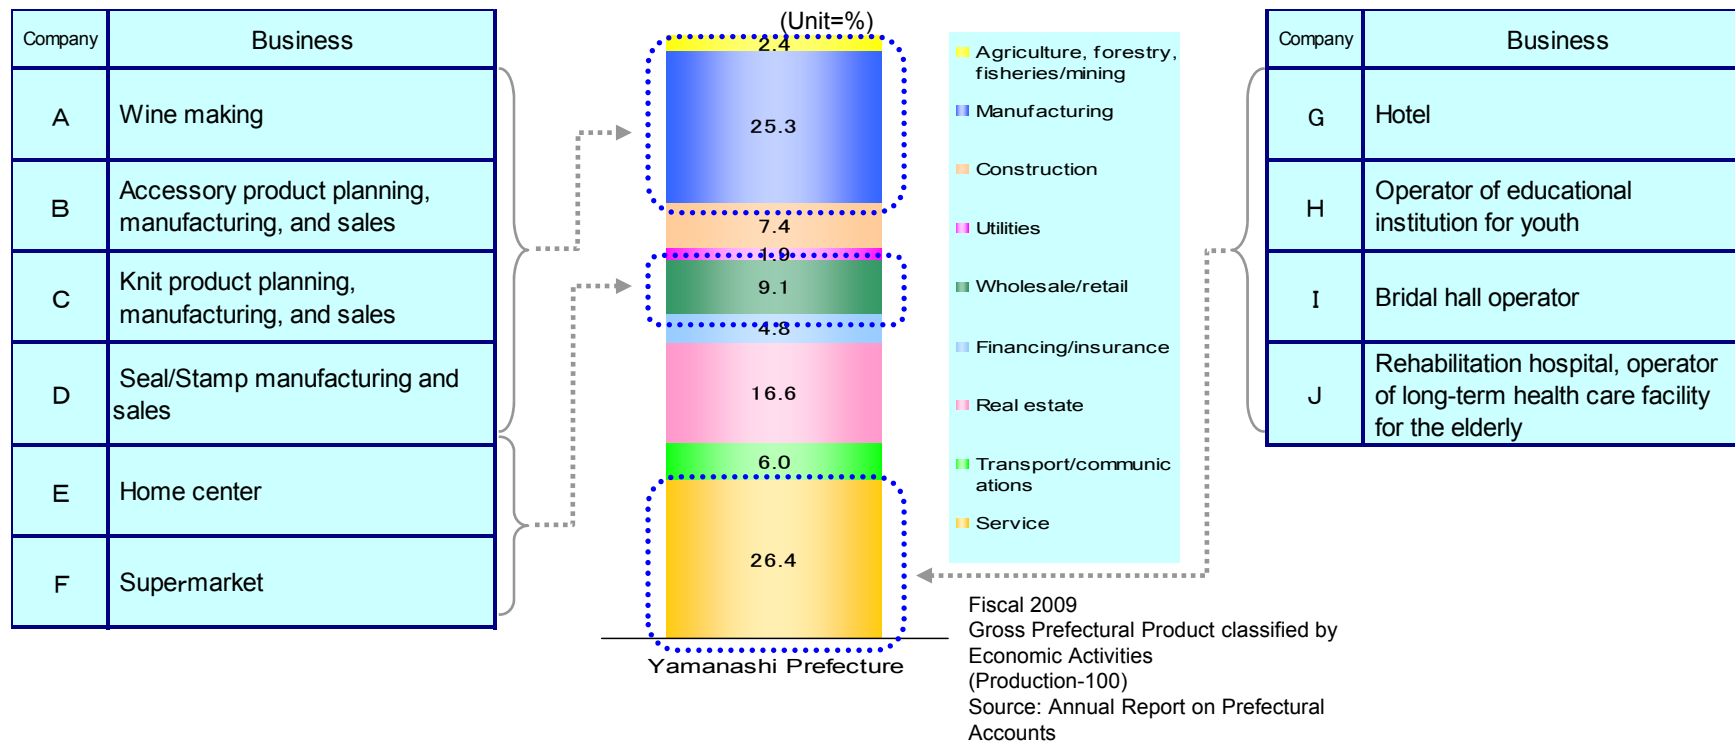 Company
Business
A
Wine making
B
Accessory product planning,
manufacturing, and sales
C
Knit product planning,
manufacturing, and sales
D
Seal/Stamp manufacturing and
sales
E
Home center
F
Supermarket
(Unit=%)
2.4
25.3
7.4
1.9
9.1
4.8
16.6
6.0
26.4
Yamanashi Prefecture
Agriculture, forestry,
fisheries/mining
Manufacturing
Construction
Utilities
Wholesale/retail
Financing/insurance
Real estate
Transport/communic
ations
Service
Fiscal 2009
Gross Prefectural Product classified by
Economic Activities
(Production-100)
Source: Annual Report on Prefectural
Accounts
Company
Business
G
Hotel
H
Operator of educational
institution for youth
I
Bridal hall operator
J
Rehabilitation hospital, operator
of long-term health care facility
for the elderly